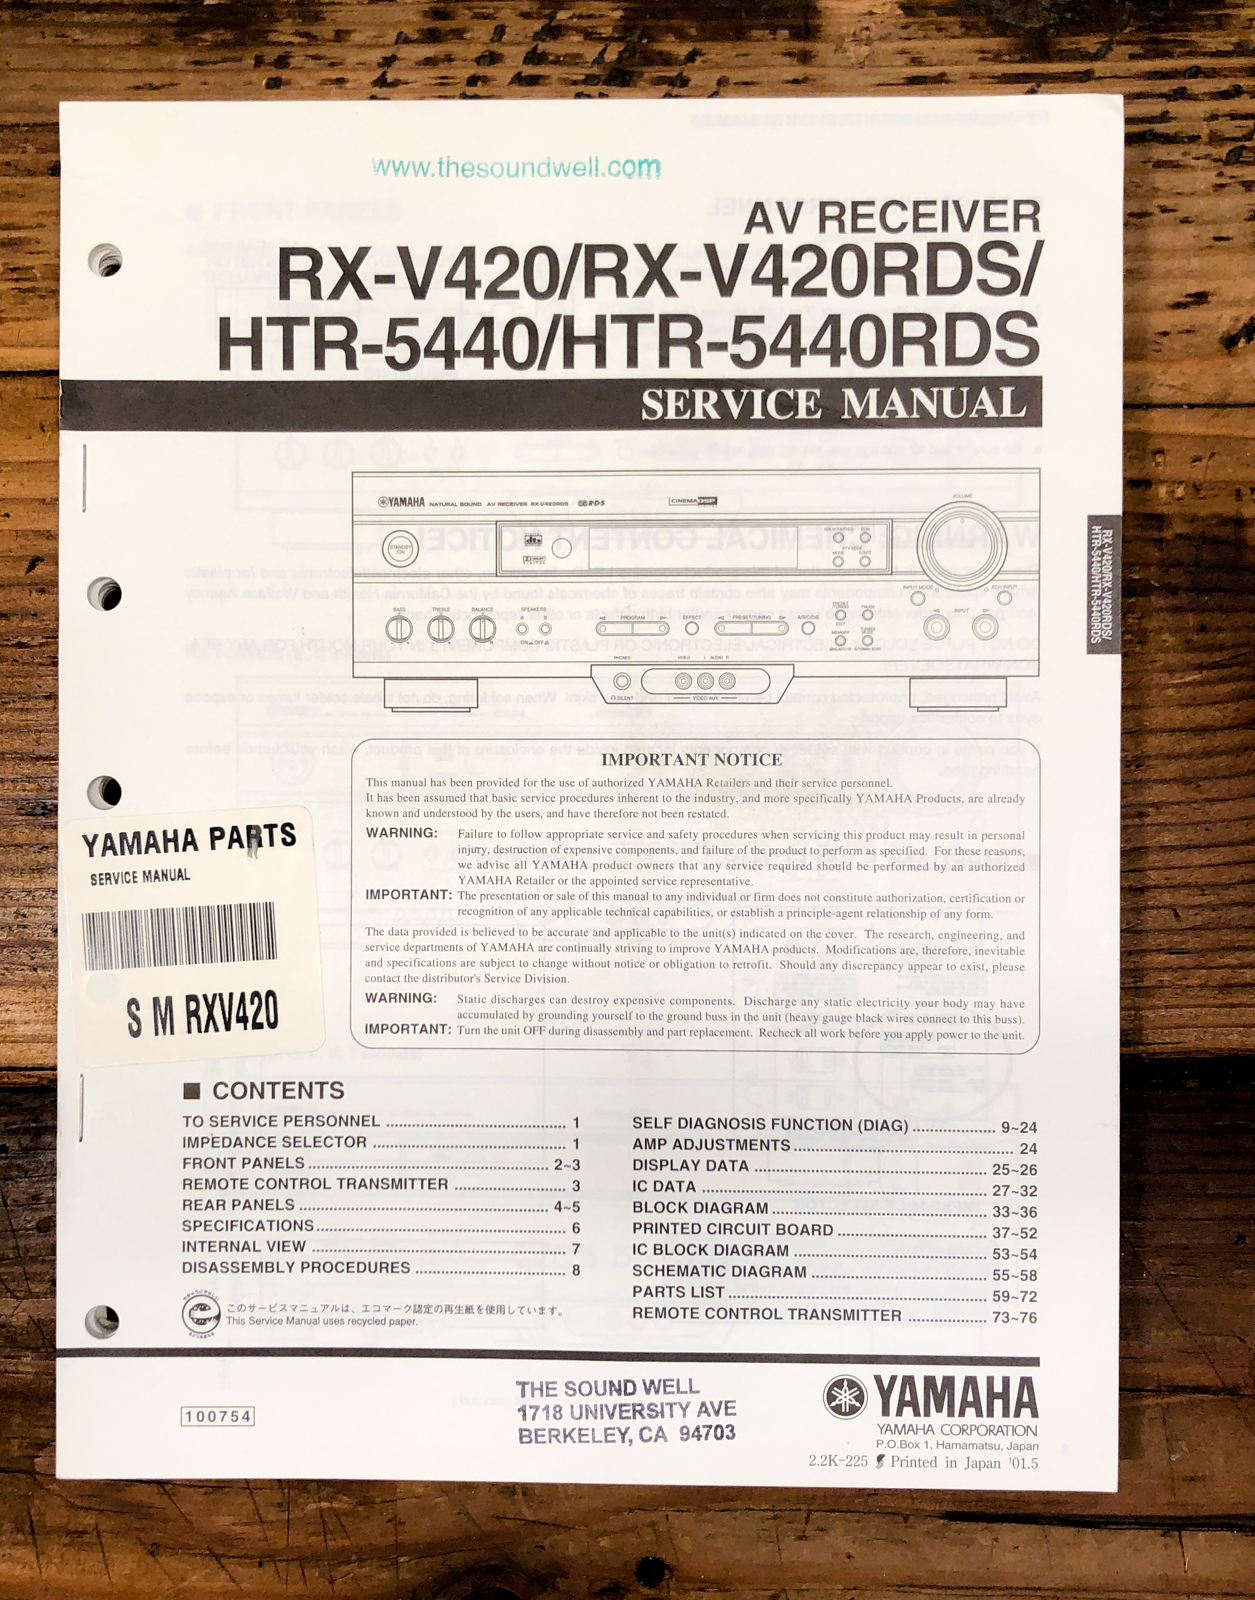 www.thesoundwell.com
AV RECEIVER
RX-V420/RX-V420RDS/
HTR-5440/HTR-5440RDS
SERVICE MANUAL
YAMAHA NATURAL SOUND AV RECEIVER RX-V420RDS RDS
CINEMA DSP
DIGITAL
VOLUME
STANDBY
/ON
dts
DIGITAL
PTY SEEK
MODE START
INPUT MODE 6CH INPUT
INPUT
BASS TREBLE BALANCE SPEAKERS
A B
ON OFF
PROGRAM EFFECT PRESET/TUNING A/B/C/D/E
EDIT
MEMORY
PHONES VIDEO L AUDIO R
SILENT VIDEO AUX
RX-V420/RX-V420RDS/
HTR-5440/HTR-5440RDS
IMPORTANT NOTICE
This manual has been provided for the use of authorized YAMAHA Retailers and their service personnel.
It has been assumed that basic service procedures inherent to the industry, and more specifically YAMAHA Products, are already
known and understood by the users, and have therefore not been restated.
WARNING: Failure to follow appropriate service and safety procedures when servicing this product may result in personal
injury, destruction of expensive components, and failure of the product to perform as specified. For these reasons,
we advise all YAMAHA product owners that any service required should be performed by an authorized
YAMAHA Retailer or the appointed service representative.
IMPORTANT: The presentation or sale of this manual to any individual or firm does not constitute authorization, certification or
recognition of any applicable technical capabilities, or establish a principle-agent relationship of any form.
The data provided is believed to be accurate and applicable to the unit(s) indicated on the cover. The research, engineering, and
service departments of YAMAHA are continually striving to improve YAMAHA products. Modifications are, therefore, inevitable
and specifications are subject to change without notice or obligation to retrofit. Should any discrepancy appear to exist, please
contact the distributor's Service Division.
WARNING: Static discharges can destroy expensive components. Discharge any static electricity your body may have
accumulated by grounding yourself to the ground buss in the unit (heavy gauge black wires connect to this buss).
IMPORTANT: Turn the unit OFF during disassembly and part replacement. Recheck all work before you apply power to the unit.
YAMAHA PARTS
SERVICE MANUAL
S M RXV420
■ CONTENTS
TO SERVICE PERSONNEL ................ 1
IMPEDANCE SELECTOR ................ 1
FRONT PANELS ................ 2~3
REMOTE CONTROL TRANSMITTER ................ 3
REAR PANELS ................ 4~5
SPECIFICATIONS ................ 6
INTERNAL VIEW ................ 7
DISASSEMBLY PROCEDURES ................ 8
SELF DIAGNOSIS FUNCTION (DIAG) ................ 9~24
AMP ADJUSTMENTS ................ 24
DISPLAY DATA ................ 25~26
IC DATA ................ 27~32
BLOCK DIAGRAM ................ 33~36
PRINTED CIRCUIT BOARD ................ 37~52
IC BLOCK DIAGRAM ................ 53~54
SCHEMATIC DIAGRAM ................ 55~58
PARTS LIST ................ 59~72
REMOTE CONTROL TRANSMITTER ................ 73~76
このサービスマニュアルは、エコマーク認定の再生紙を使用しています。
This Service Manual uses recycled paper.
100754
THE SOUND WELL
1718 UNIVERSITY AVE
BERKELEY, CA 94703
YAMAHA
YAMAHA CORPORATION
P.O.Box 1, Hamamatsu, Japan
2.2K-225 Printed in Japan '01.5